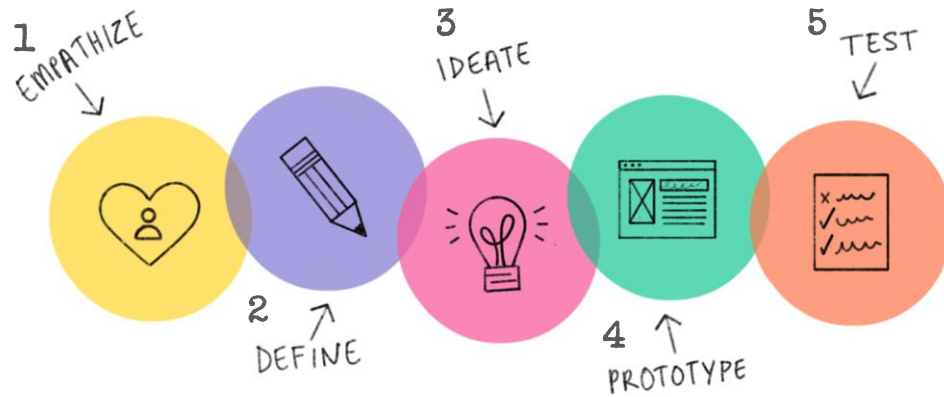 1
EMPATHIZE
2
DEFINE
3
IDEATE
4
PROTOTYPE
5
TEST